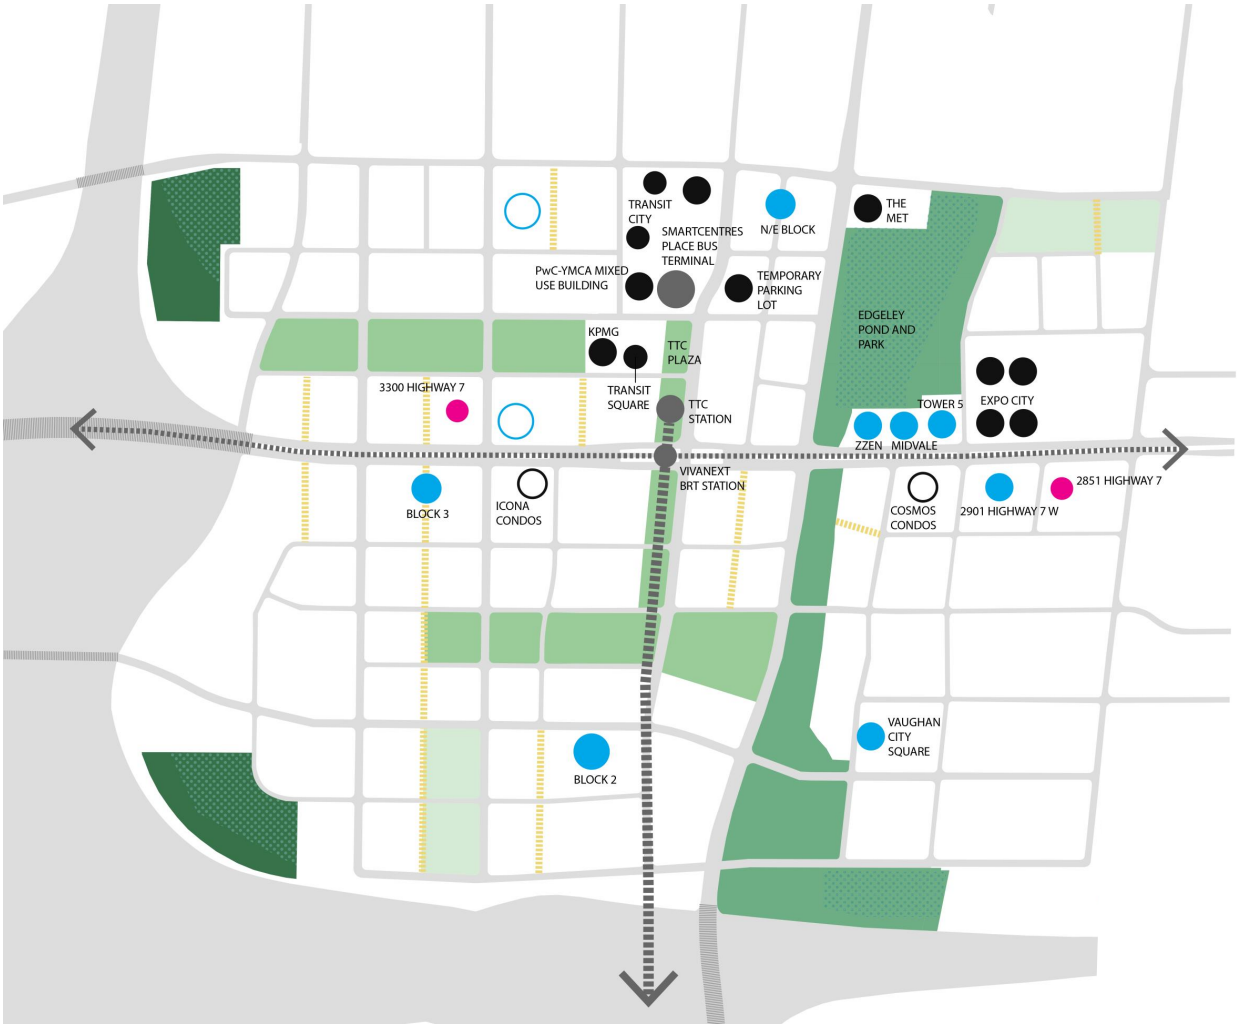 TRANSIT
CITY
SMARTCENTRES
PLACE BUS
TERMINAL
N/E BLOCK
THE
MET
PwC-YMCA MIXED
USE BUILDING
TEMPORARY
PARKING
LOT
EDGELEY
POND AND
PARK
KPMG
TTC
PLAZA
TRANSIT
SQUARE
3300 HIGHWAY 7
TTC
STATION
TOWER 5
EXPO CITY
ZZEN
MIDVALE
VIVANEXT
BRT STATION
BLOCK 3
ICONA
CONDOS
COSMOS
CONDOS
2901 HIGHWAY 7 W
2851 HIGHWAY 7
VAUGHAN
CITY
SQUARE
BLOCK 2